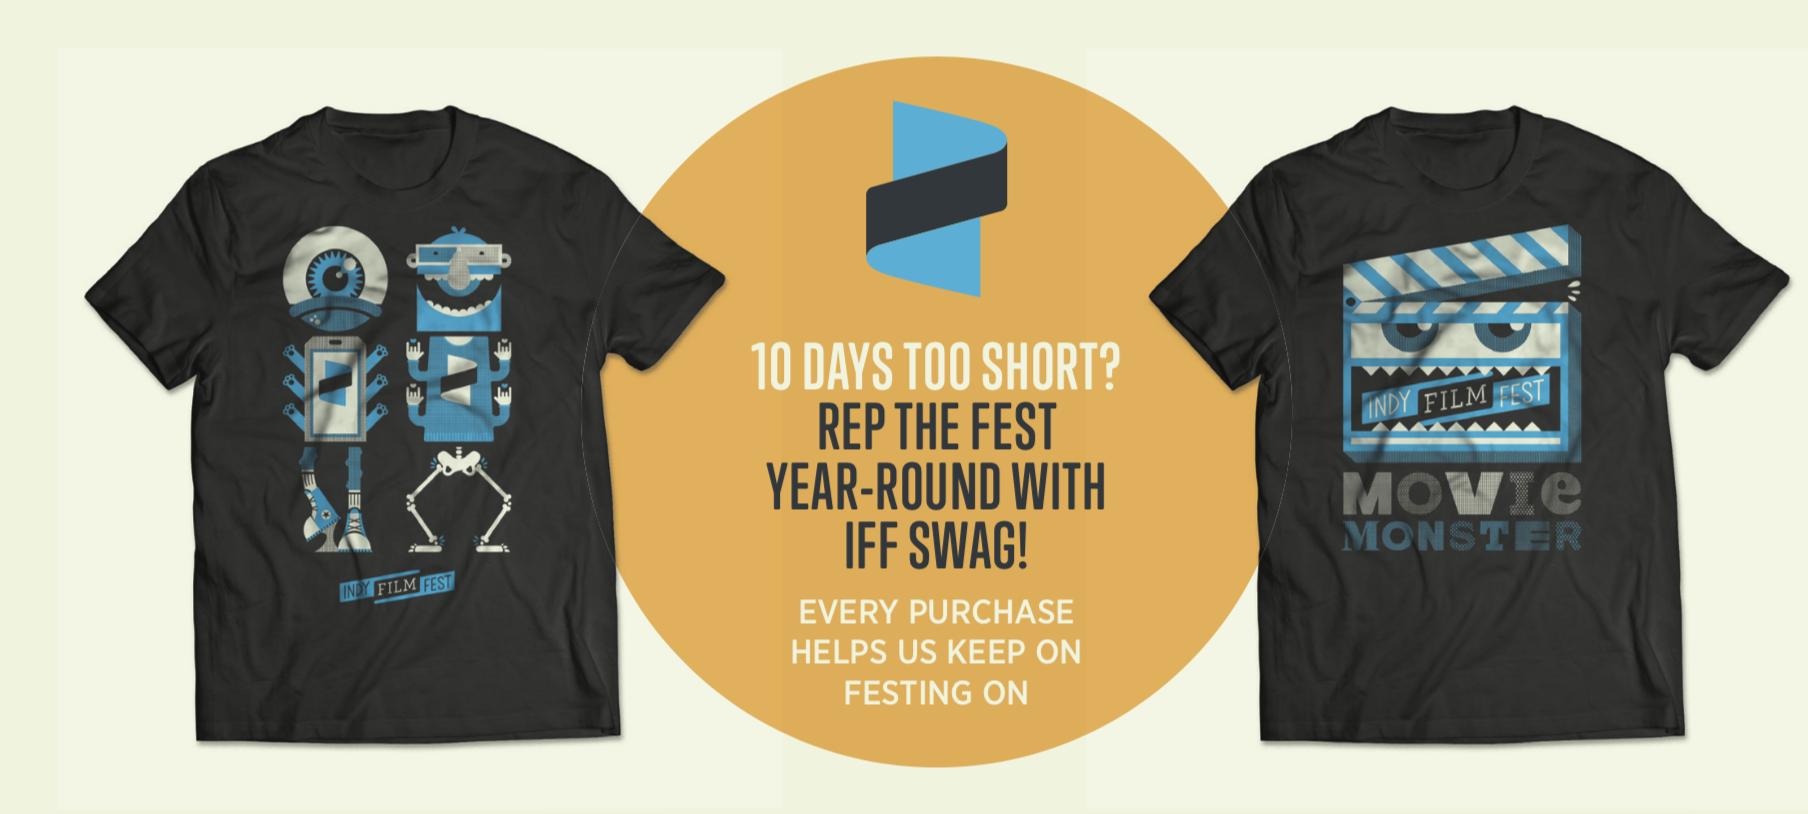 INDY FILM FEST
10 DAYS TOO SHORT?
REP THE FEST
YEAR-ROUND WITH
IFF SWAG!
EVERY PURCHASE
HELPS US KEEP ON
FESTING ON
INDY FILM FEST
MOVIe
MONSTER